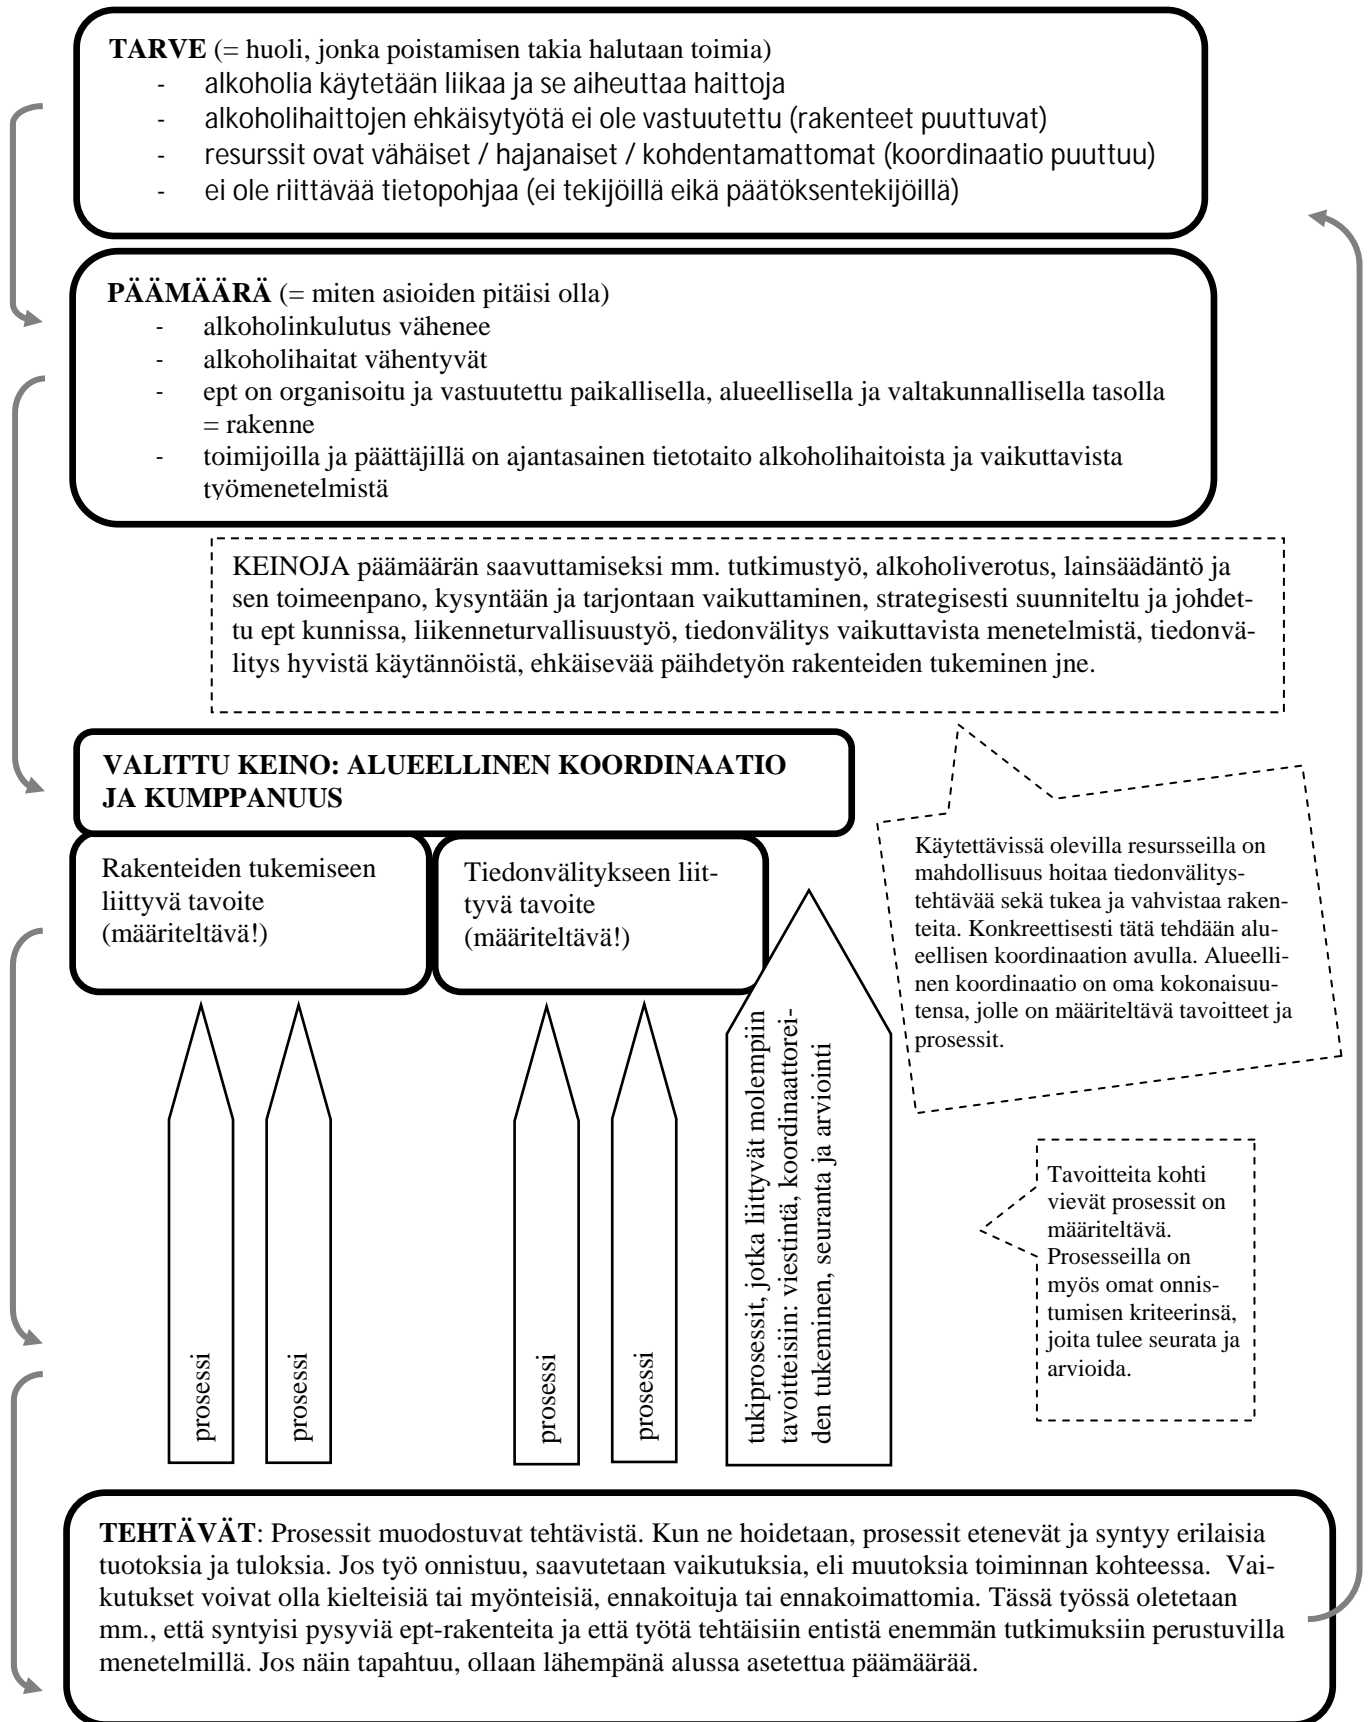 TARVE (= huoli, jonka poistamisen takia halutaan toimia)
- alkoholia käytetään liikaa ja se aiheuttaa haittoja
- alkoholihaittojen ehkäisytyötä ei ole vastuutettu (rakenteet puuttuvat)
- resurssit ovat vähäiset / hajanaiset / kohdentamattomat (koordinaatio puuttuu)
- ei ole riittävää tietopohjaa (ei tekijöillä eikä päätöksentekijöillä)
PÄÄMÄÄRÄ (= miten asioiden pitäisi olla)
- alkoholinkulutus vähenee
- alkoholihaitat vähentyvät
- ept on organisoitu ja vastuutettu paikallisella, alueellisella ja valtakunnallisella tasolla
= rakenne
- toimijoilla ja päättäjillä on ajantasainen tietotaito alkoholihaitoista ja vaikuttavista
työmenetelmistä
KEINOJA päämäärän saavuttamiseksi mm. tutkimustyö, alkoholiverotus, lainsäädäntö ja
sen toimeenpano, kysyntään ja tarjontaan vaikuttaminen, strategisesti suunniteltu ja johdet-
tu ept kunnissa, liikenneturvallisuustyö, tiedonvälitys vaikuttavista menetelmistä, tiedonvä-
litys hyvistä käytännöistä, ehkäisevää päihdetyön rakenteiden tukeminen jne.
VALITTU KEINO: ALUEELLINEN KOORDINAATIO
JA KUMPPANUUS
Rakenteiden tukemiseen
liittyvä tavoite
(määriteltävä!)
Tiedonvälitykseen liit-
tyvä tavoite
(määriteltävä!)
Käytettävissä olevilla resursseilla on
mahdollisuus hoitaa tiedonvälitys-
tehtävää sekä tukea ja vahvistaa raken-
teita. Konkreettisesti tätä tehdään alu-
eellisen koordinaation avulla. Alueelli-
nen koordinaatio on oma kokonaisuu-
tensa, jolle on määriteltävä tavoitteet ja
prosessit.
prosessi
prosessi
prosessi
prosessi
tukiprosessit, jotka liittyvät molempiin
tavoitteisiin: viestintä, koordinaattorei-
den tukeminen, seuranta ja arviointi
Tavoitteita kohti
vievät prosessit on
määriteltävä.
Prosesseilla on
myös omat onnis-
tumisen kriteerinsä,
joita tulee seurata ja
arvioida.
TEHTÄVÄT: Prosessit muodostuvat tehtävistä. Kun ne hoidetaan, prosessit etenevät ja syntyy erilaisia
tuotoksia ja tuloksia. Jos työ onnistuu, saavutetaan vaikutuksia, eli muutoksia toiminnan kohteessa. Vai-
kutukset voivat olla kielteisiä tai myönteisiä, ennakoituja tai ennakoimattomia. Tässä työssä oletetaan
mm., että syntyisi pysyviä ept-rakenteita ja että työtä tehtäisiin entistä enemmän tutkimuksiin perustuvilla
menetelmillä. Jos näin tapahtuu, ollaan lähempänä alussa asetettua päämäärää.